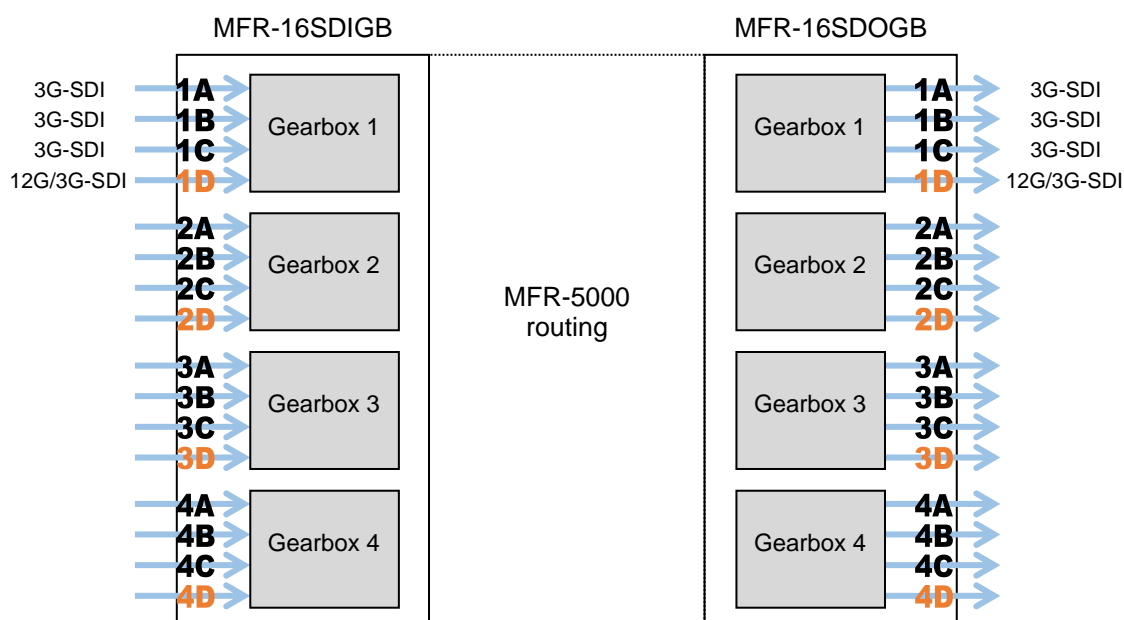 MFR-16SDIGB
MFR-16SDOGB
3G-SDI
1A
3G-SDI
1B
3G-SDI
1C
12G/3G-SDI
1D
Gearbox 1
2A
2B
2C
2D
Gearbox 2
3A
3B
3C
3D
Gearbox 3
4A
4B
4C
4D
Gearbox 4
MFR-5000
routing
Gearbox 1
1A
3G-SDI
1B
3G-SDI
1C
3G-SDI
1D
12G/3G-SDI
Gearbox 2
2A
2B
2C
2D
Gearbox 3
3A
3B
3C
3D
Gearbox 4
4A
4B
4C
4D